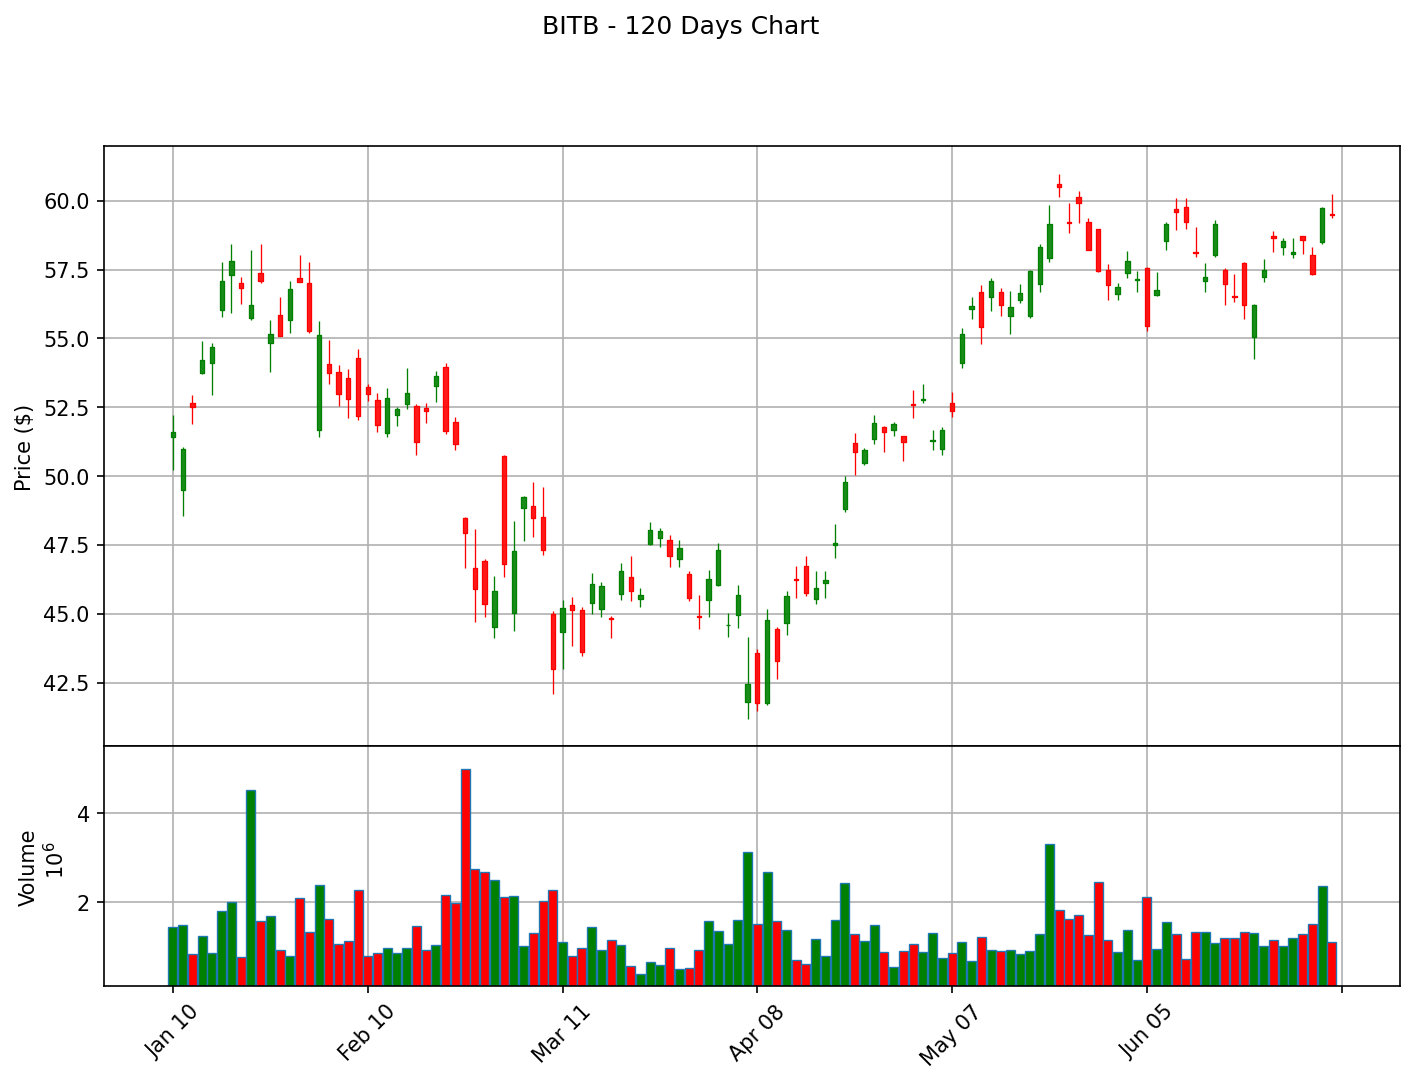 BITB - 120 Days Chart
60.0
57.5
55.0
52.5
50.0
47.5
45.0
42.5
Price ($)
4
2
Volume
10^6
Jan 10
Feb 10
Mar 11
Apr 08
May 07
Jun 05